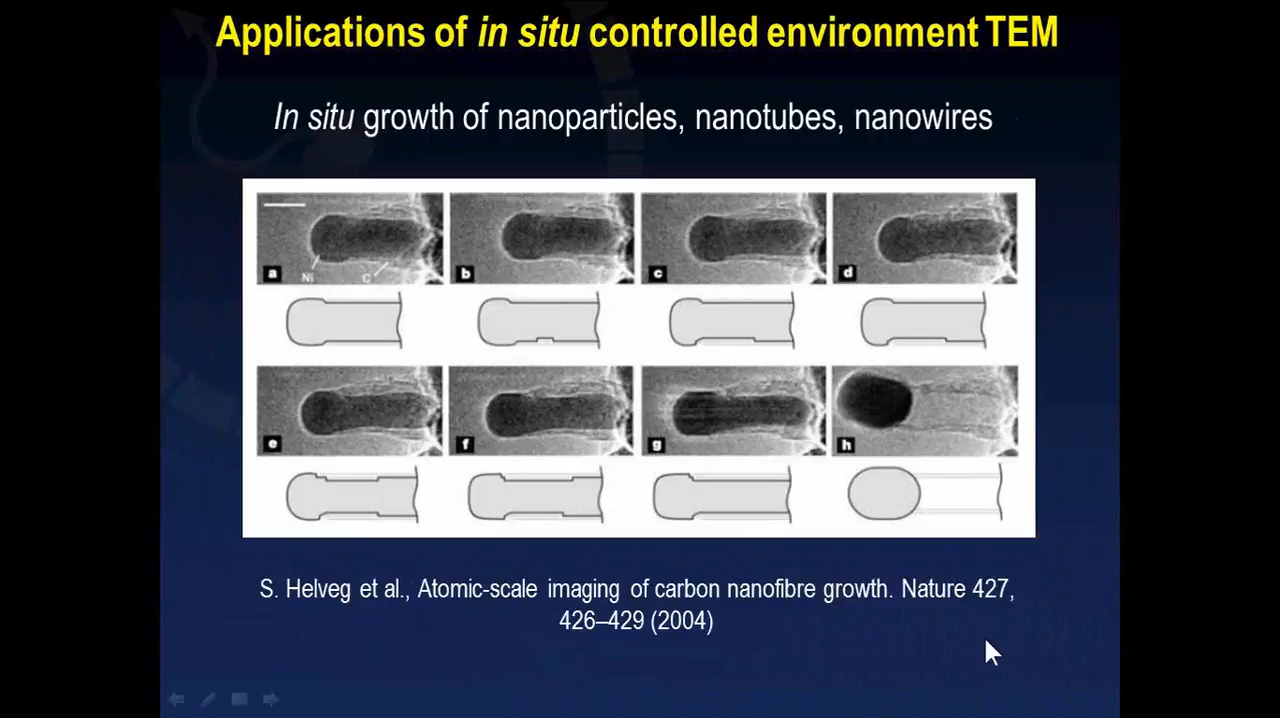 Applications of in situ controlled environment TEM
In situ growth of nanoparticles, nanotubes, nanowires
a
Ni
C
b
c
d
e
f
g
h
S. Helveg et al., Atomic-scale imaging of carbon nanofibre growth. Nature 427,
426–429 (2004)